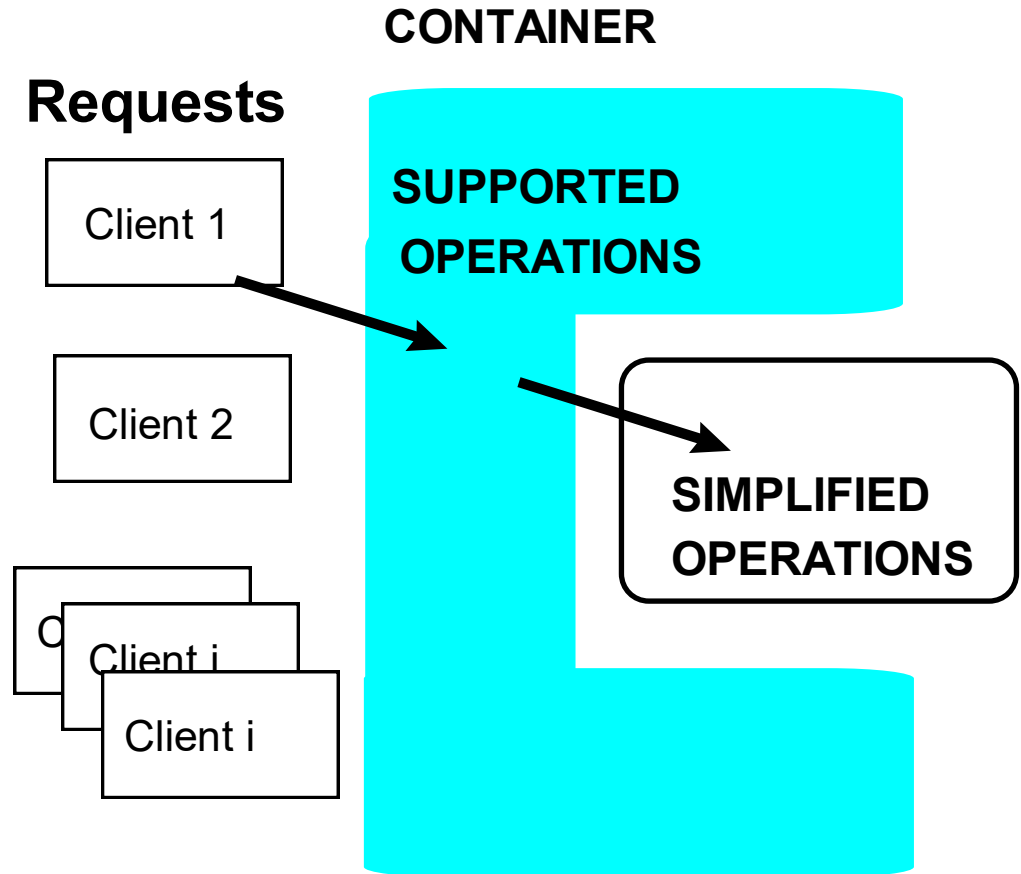 CONTAINER
Requests
SUPPORTED
OPERATIONS
Client 1
Client 2
SIMPLIFIED
OPERATIONS
C
Client i
Client i